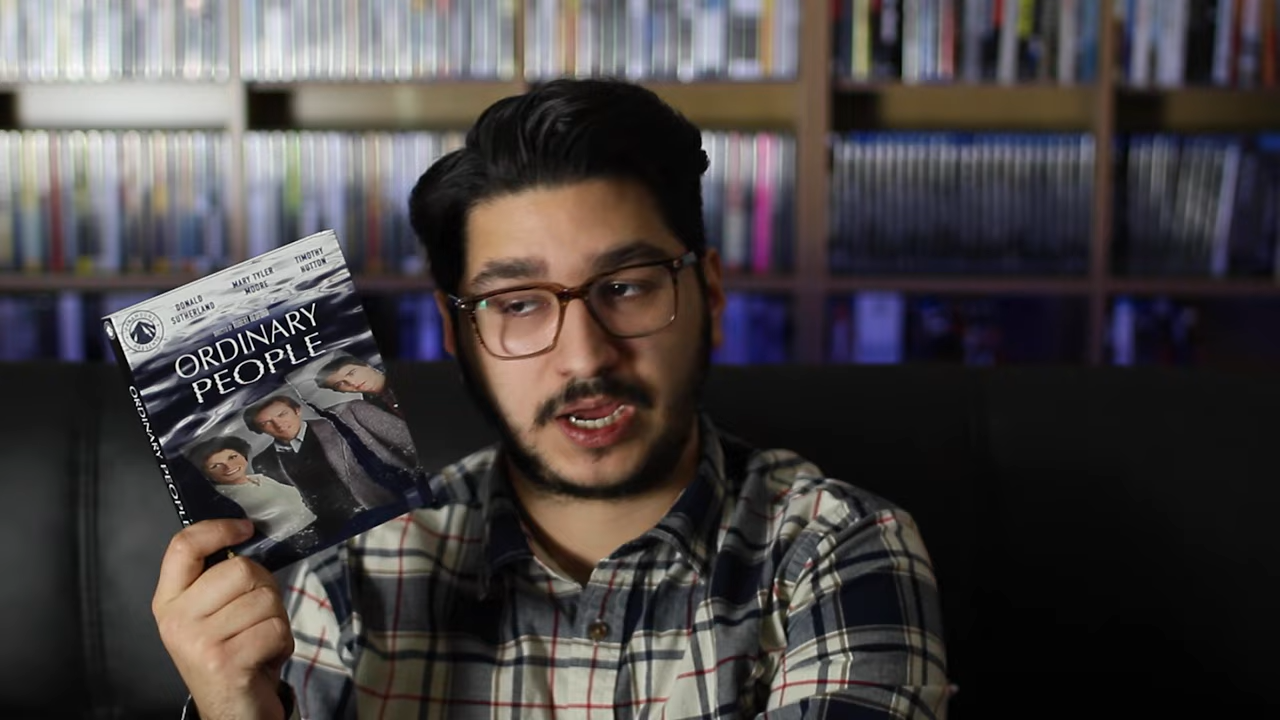 DONALD
SUTHERLAND
MARY TYLER
MOORE
TIMOTHY
HUTTON
ORDINARY
PEOPLE
ORDINARY PEOPLE